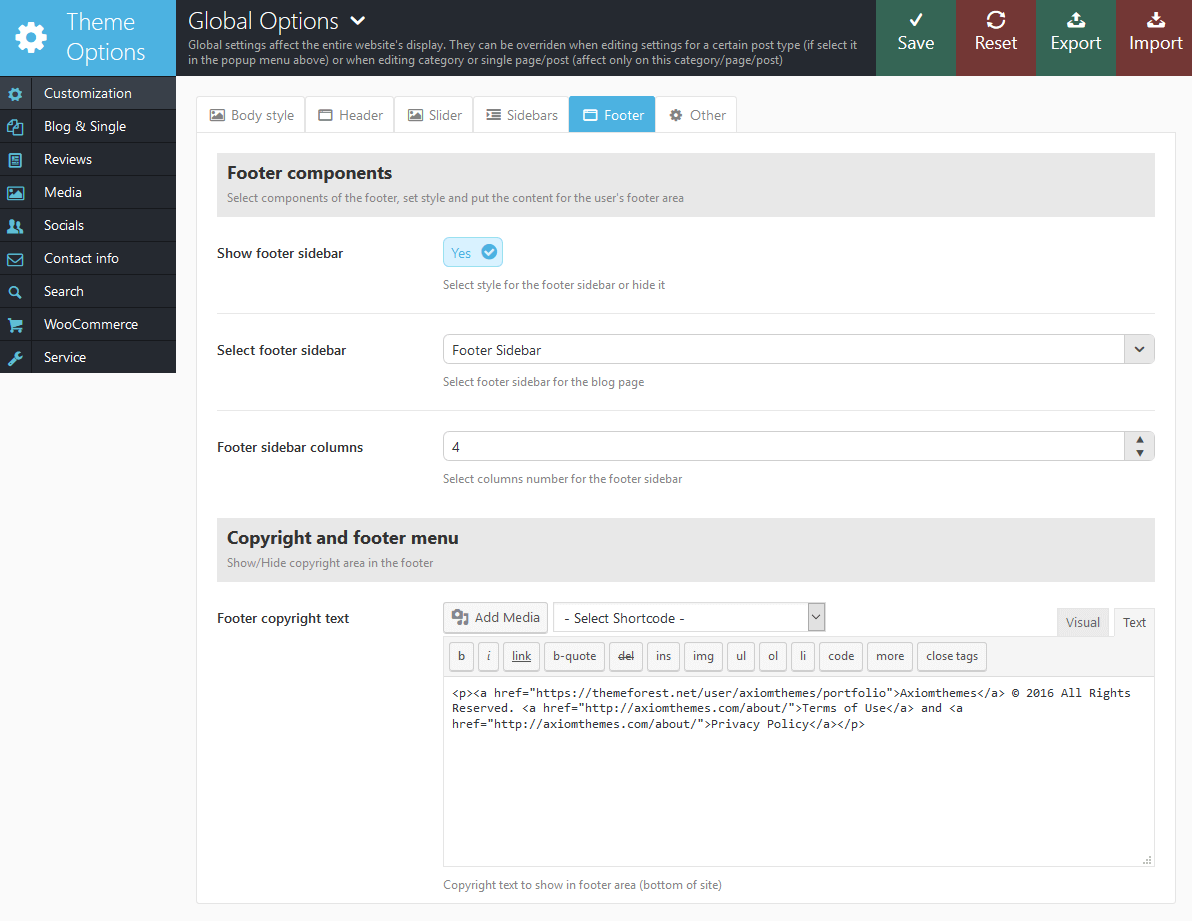 Theme
Options
Global Options
Global settings affect the entire website's display. They can be overriden when editing settings for a certain post type (if select it
in the popup menu above) or when editing category or single page/post (affect only on this category/page/post)
Save
Reset
Export
Import
Customization
Blog & Single
Reviews
Media
Socials
Contact info
Search
WooCommerce
Service
Body style
Header
Slider
Sidebars
Footer
Other
Footer components
Select components of the footer, set style and put the content for the user's footer area
Show footer sidebar
Yes
Select style for the footer sidebar or hide it
Select footer sidebar
Footer Sidebar
Select footer sidebar for the blog page
Footer sidebar columns
4
Select columns number for the footer sidebar
Copyright and footer menu
Show/Hide copyright area in the footer
Footer copyright text
Add Media
- Select Shortcode -
Visual
Text
b
i
link
b-quote
del
ins
img
ul
ol
li
code
more
close tags
<p><a href="https://themeforest.net/user/axiomthemes/portfolio">Axiomthemes</a> © 2016 All Rights
Reserved. <a href="http://axiomthemes.com/about/">Terms of Use</a> and <a
href="http://axiomthemes.com/about/">Privacy Policy</a></p>
Copyright text to show in footer area (bottom of site)